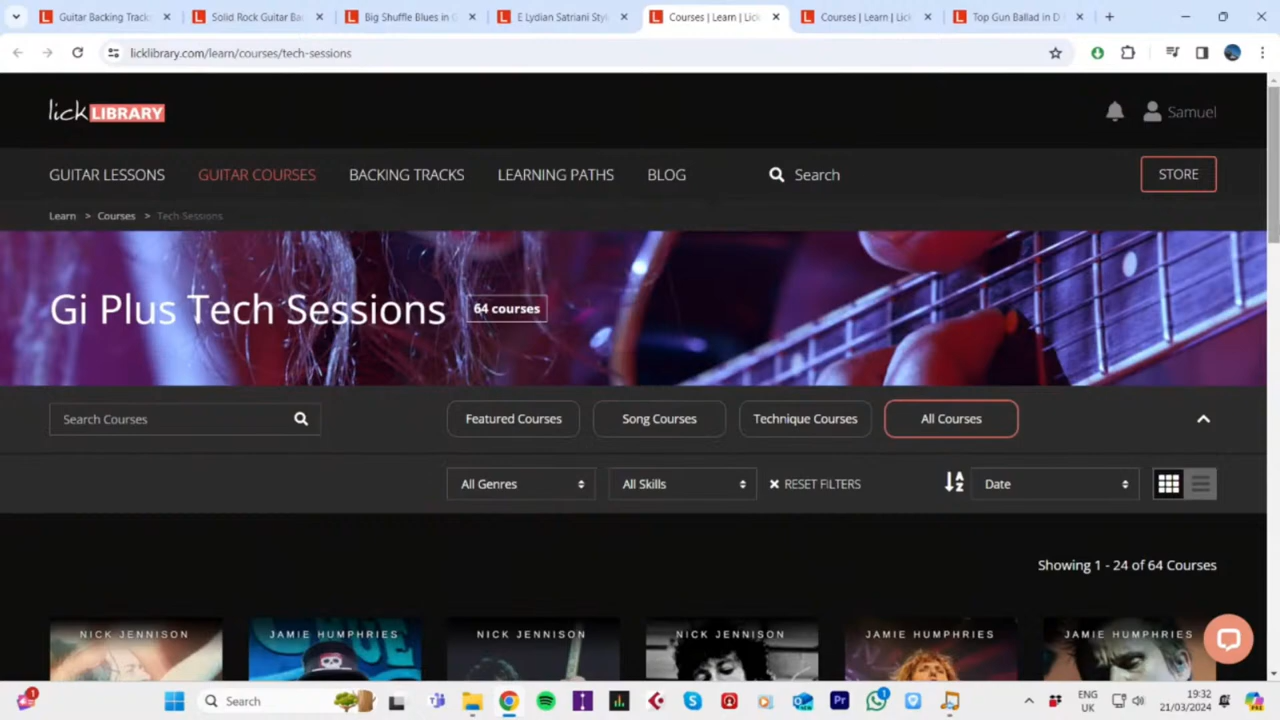 Guitar Backing Track
Solid Rock Guitar Ba
Big Shuffle Blues in
E Lydian Satriani Sty
Courses | Learn | Lick
Courses | Learn | Lick
Top Gun Ballad in D
licklibrary.com/learn/courses/tech-sessions
lick LIBRARY
Samuel
GUITAR LESSONS GUITAR COURSES BACKING TRACKS LEARNING PATHS BLOG Search STORE
Learn > Courses > Tech Sessions
Gi Plus Tech Sessions 64 courses
Search Courses Featured Courses Song Courses Technique Courses All Courses
All Genres All Skills RESET FILTERS Date
Showing 1 - 24 of 64 Courses
NICK JENNISON JAMIE HUMPHRIES NICK JENNISON NICK JENNISON JAMIE HUMPHRIES JAMIE HUMPHRIES
Search
ENG
UK
19:32
21/03/2024